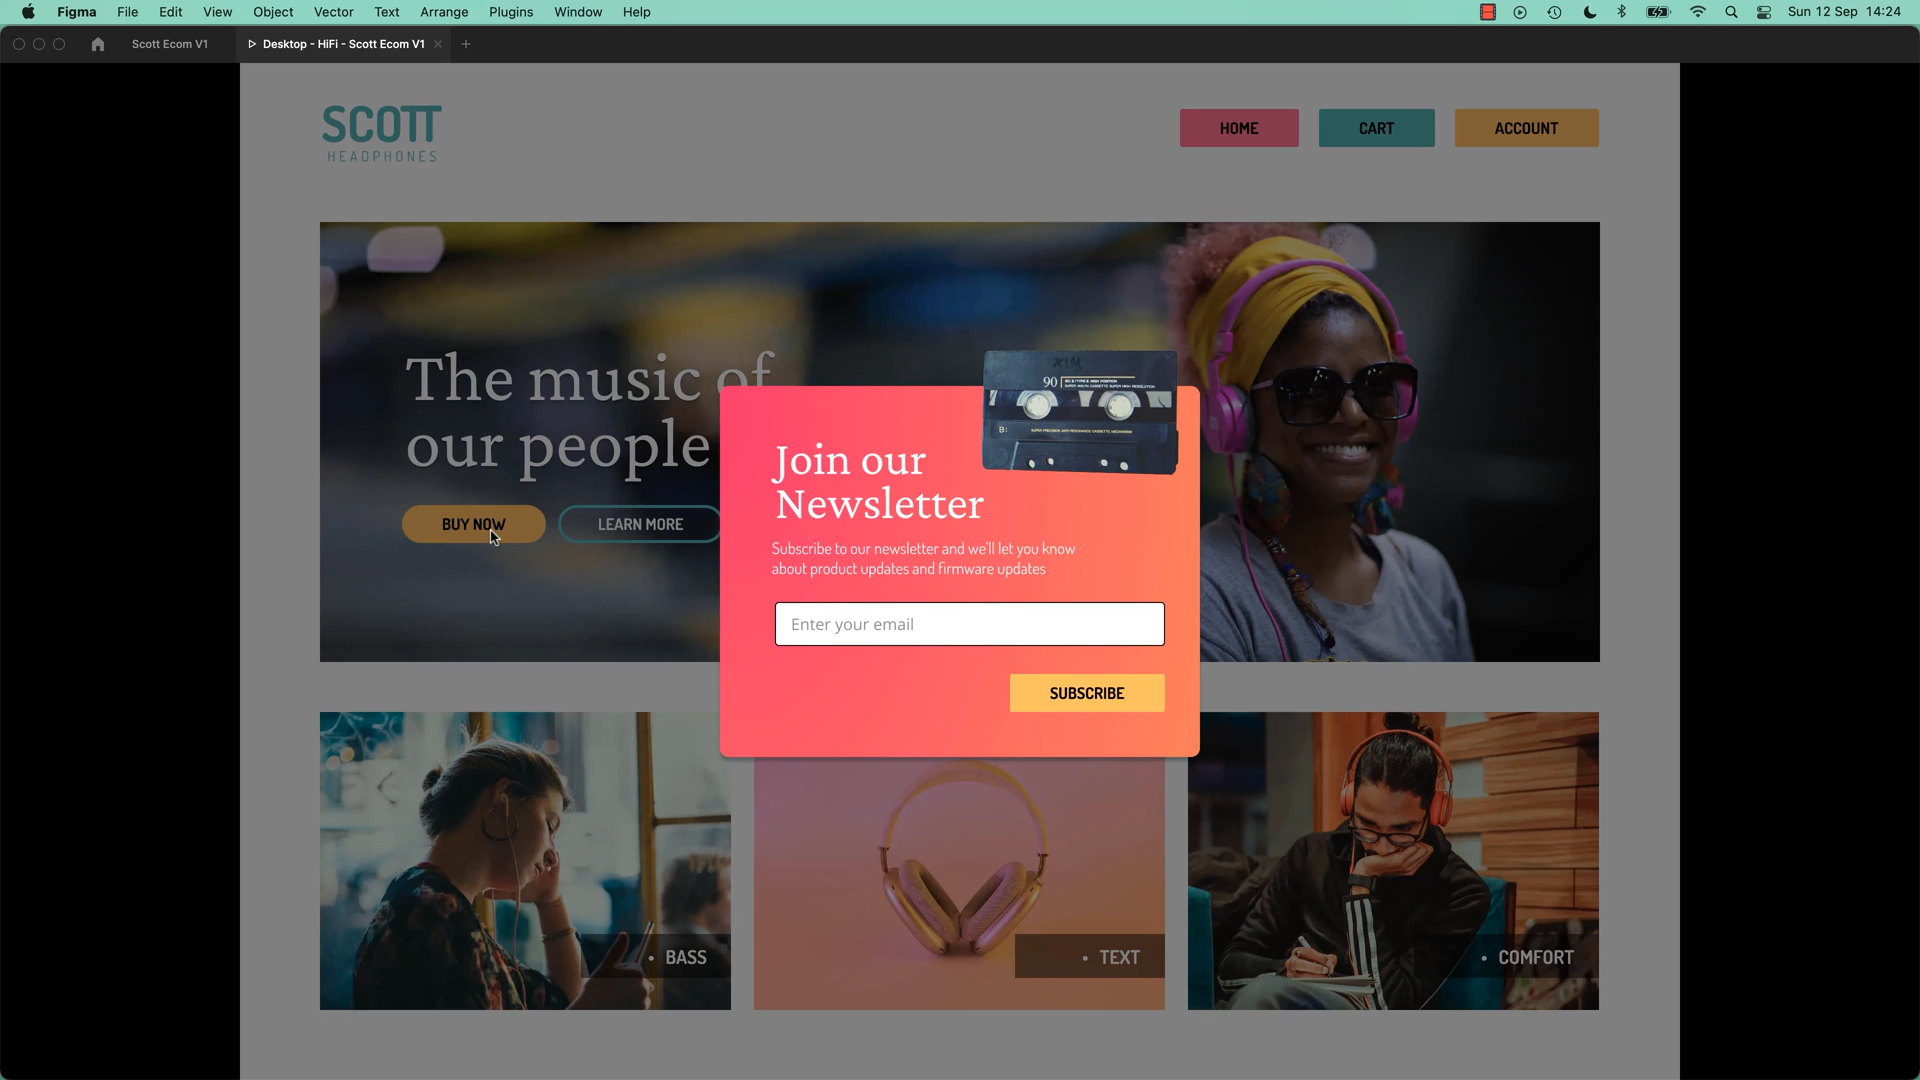 Figma File Edit View Object Vector Text Arrange Plugins Window Help Sun 12 Sep 14:24
Scott Ecom V1 Desktop - HiFi - Scott Ecom V1
SCOTT
HEADPHONES
HOME CART ACCOUNT
The music of
our people
BUY NOW LEARN MORE
90
B:
Join our
Newsletter
Subscribe to our newsletter and we'll let you know
about product updates and firmware updates
Enter your email
SUBSCRIBE
• BASS
• TEXT
• COMFORT